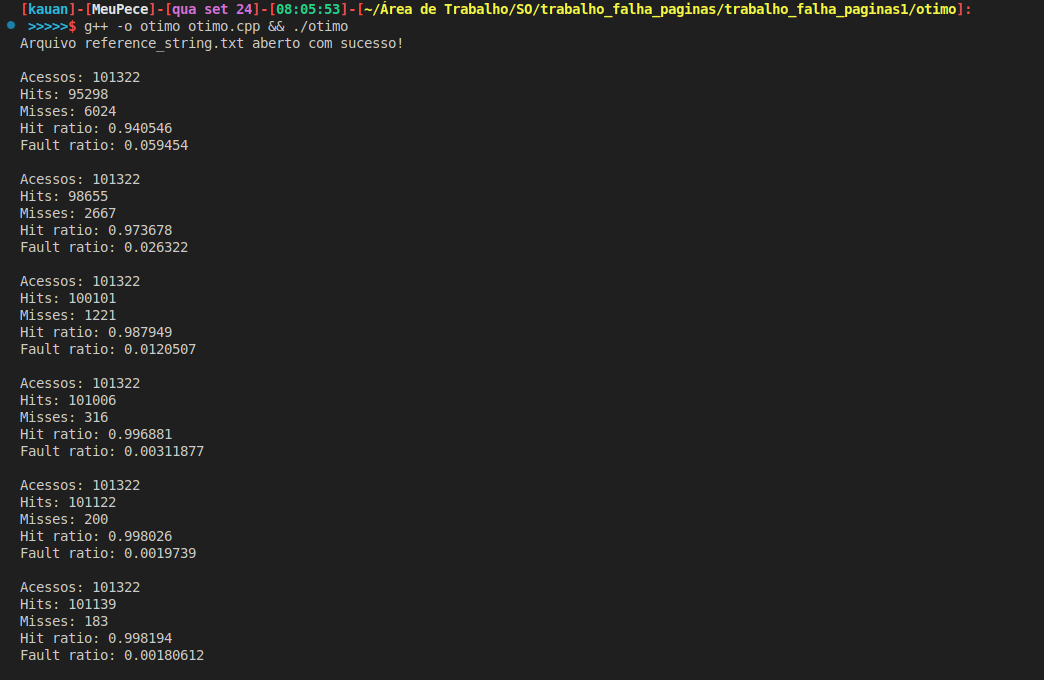 [kauan]-[MeuPece]-[qua set 24]-[08:05:53]-[~/Área de Trabalho/SO/trabalho_falha_paginas/trabalho_falha_paginas1/otimo]:
>>>>>$ g++ -o otimo otimo.cpp && ./otimo
Arquivo reference_string.txt aberto com sucesso!

Acessos: 101322
Hits: 95298
Misses: 6024
Hit ratio: 0.940546
Fault ratio: 0.059454

Acessos: 101322
Hits: 98655
Misses: 2667
Hit ratio: 0.973678
Fault ratio: 0.026322

Acessos: 101322
Hits: 100101
Misses: 1221
Hit ratio: 0.987949
Fault ratio: 0.0120507

Acessos: 101322
Hits: 101006
Misses: 316
Hit ratio: 0.996881
Fault ratio: 0.00311877

Acessos: 101322
Hits: 101122
Misses: 200
Hit ratio: 0.998026
Fault ratio: 0.0019739

Acessos: 101322
Hits: 101139
Misses: 183
Hit ratio: 0.998194
Fault ratio: 0.00180612